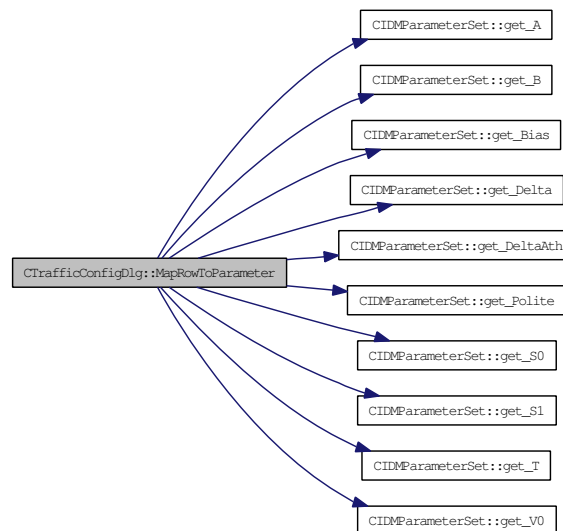 CIDMParameterSet::get_A
CIDMParameterSet::get_B
CIDMParameterSet::get_Bias
CIDMParameterSet::get_Delta
CIDMParameterSet::get_DeltaAth
CTrafficConfigDlg::MapRowToParameter
CIDMParameterSet::get_Polite
CIDMParameterSet::get_S0
CIDMParameterSet::get_S1
CIDMParameterSet::get_T
CIDMParameterSet::get_V0